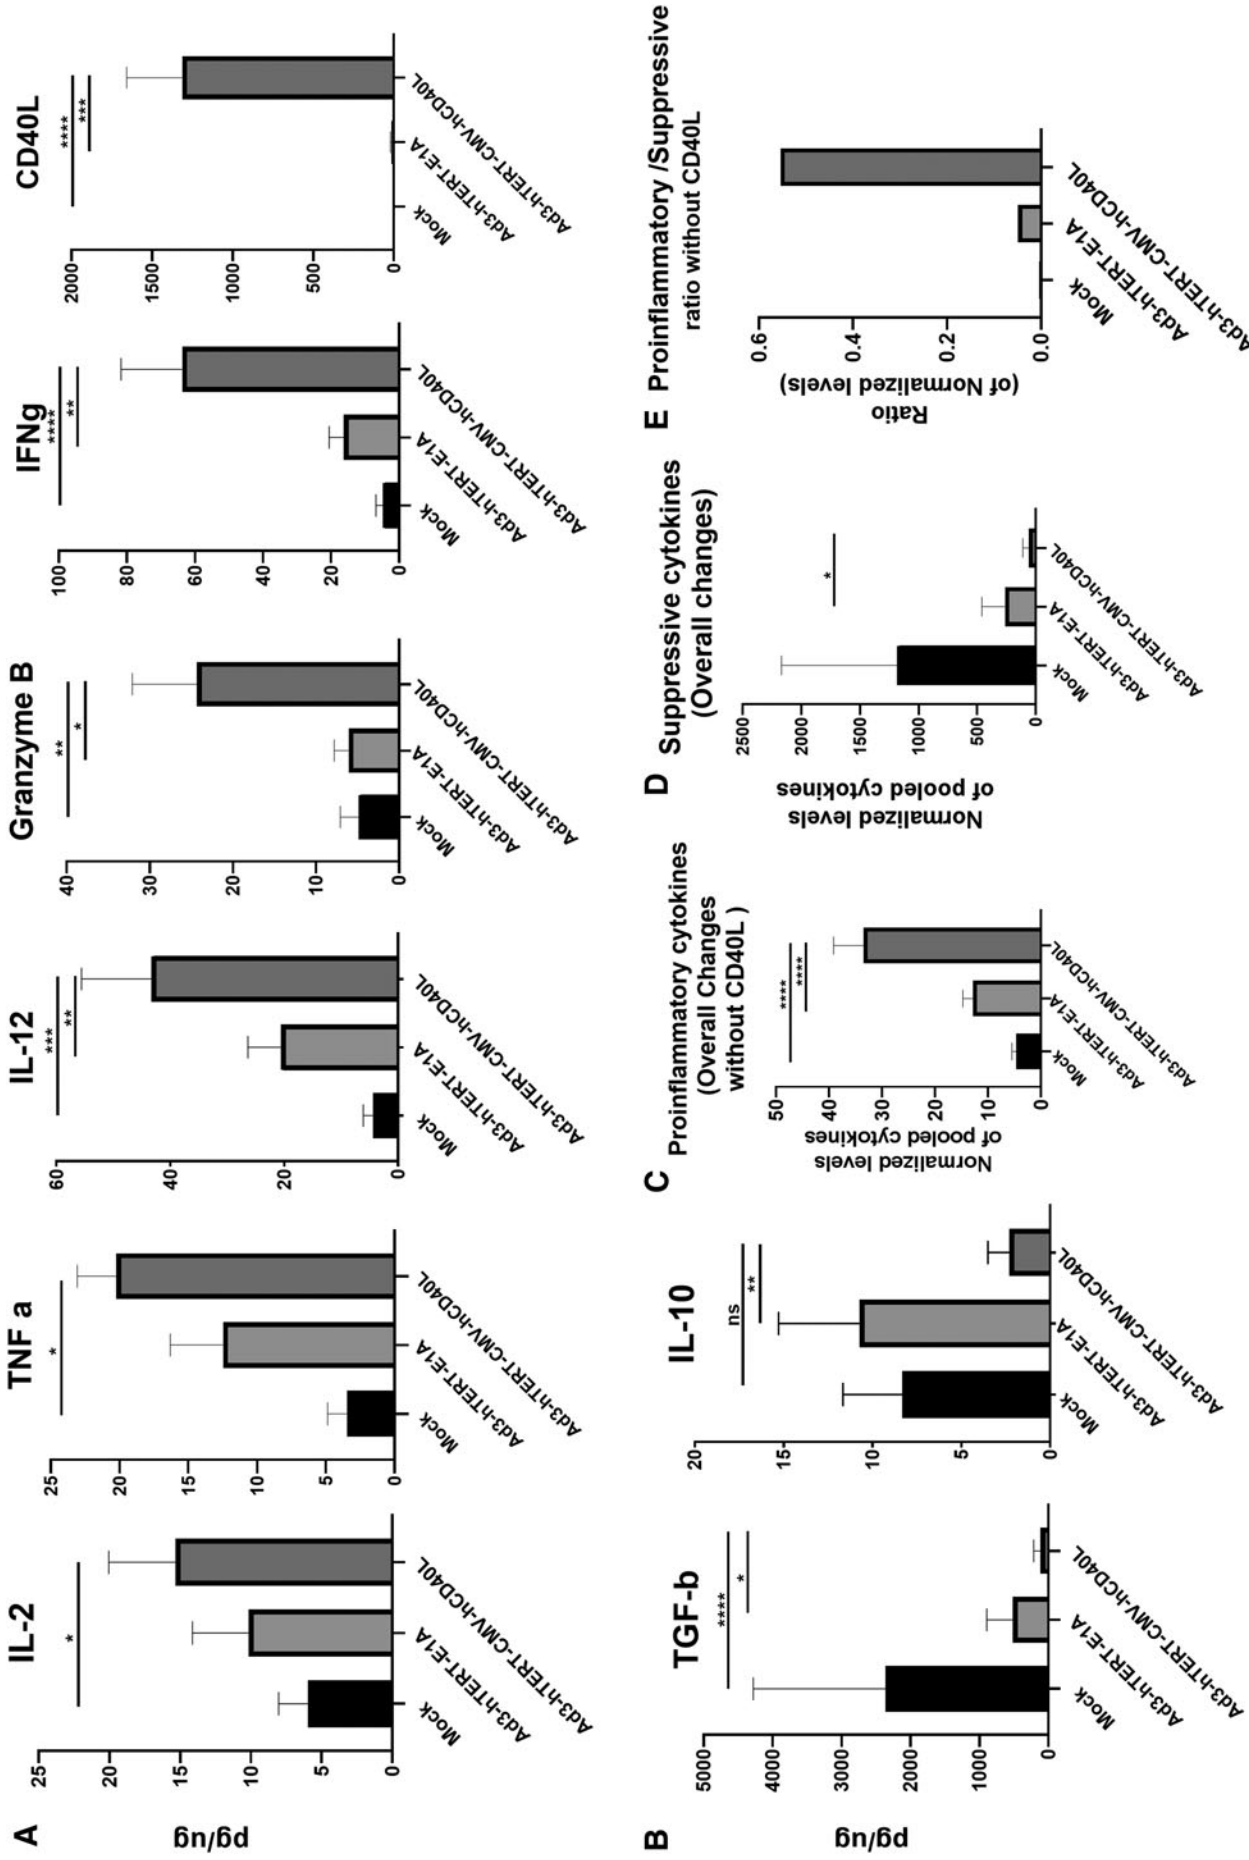 A
pg/ug
IL-2
25
20
15
10
5
0
*
Mock
Ad3-hTERT-E1A
Ad3-hTERT-CMV-hCD40L
TNF a
25
20
15
10
5
0
*
Mock
Ad3-hTERT-E1A
Ad3-hTERT-CMV-hCD40L
IL-12
60
40
20
0
***
**
Mock
Ad3-hTERT-E1A
Ad3-hTERT-CMV-hCD40L
Granzyme B
40
30
20
10
0
**
*
Mock
Ad3-hTERT-E1A
Ad3-hTERT-CMV-hCD40L
IFNg
100
80
60
40
20
0
****
**
Mock
Ad3-hTERT-E1A
Ad3-hTERT-CMV-hCD40L
CD40L
2000
1500
1000
500
0
****
***
Mock
Ad3-hTERT-E1A
Ad3-hTERT-CMV-hCD40L
B
pg/ug
TGF-b
5000
4000
3000
2000
1000
0
****
*
Mock
Ad3-hTERT-E1A
Ad3-hTERT-CMV-hCD40L
IL-10
20
15
10
5
0
ns
**
Mock
Ad3-hTERT-E1A
Ad3-hTERT-CMV-hCD40L
C
Proinflammatory cytokines
(Overall Changes
without CD40L )
Normalized levels
of pooled cytokines
50
40
30
20
10
0
****
****
Mock
Ad3-hTERT-E1A
Ad3-hTERT-CMV-hCD40L
D
Suppressive cytokines
(Overall changes)
Normalized levels
of pooled cytokines
2500
2000
1500
1000
500
0
*
Mock
Ad3-hTERT-E1A
Ad3-hTERT-CMV-hCD40L
E
Proinflammatory /Suppressive
ratio without CD40L
Ratio
(of Normalized levels)
0.6
0.4
0.2
0.0
Mock
Ad3-hTERT-E1A
Ad3-hTERT-CMV-hCD40L